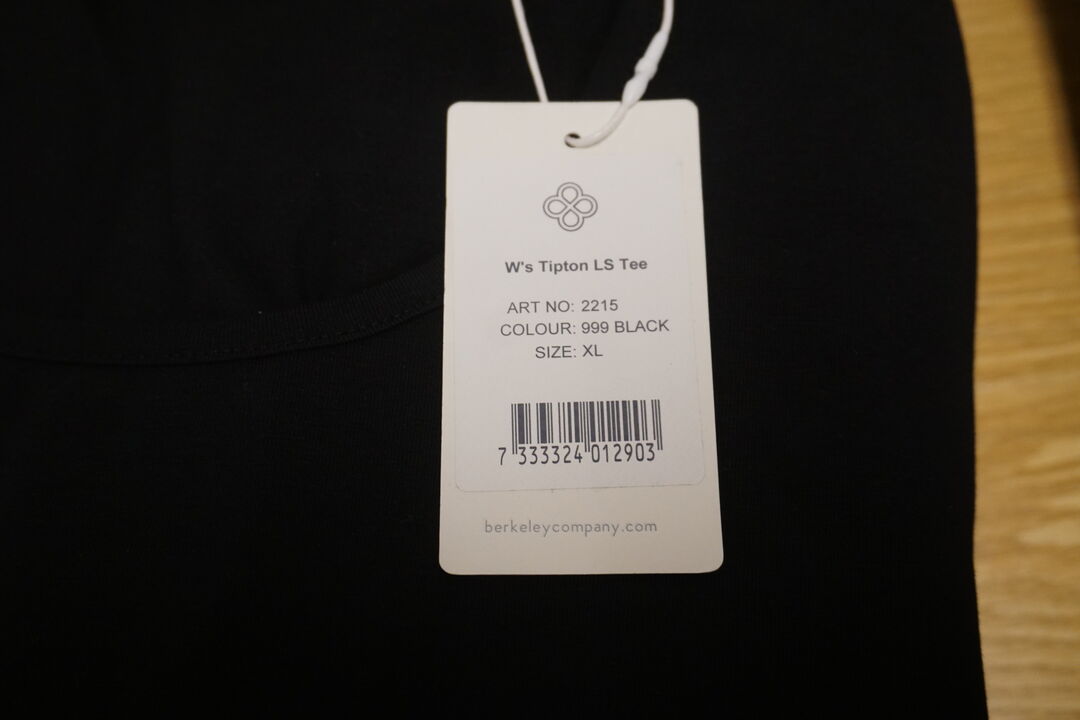 W's Tipton LS Tee
ART NO: 2215
COLOUR: 999 BLACK
SIZE: XL
7 333324 012903
berkeleycompany.com